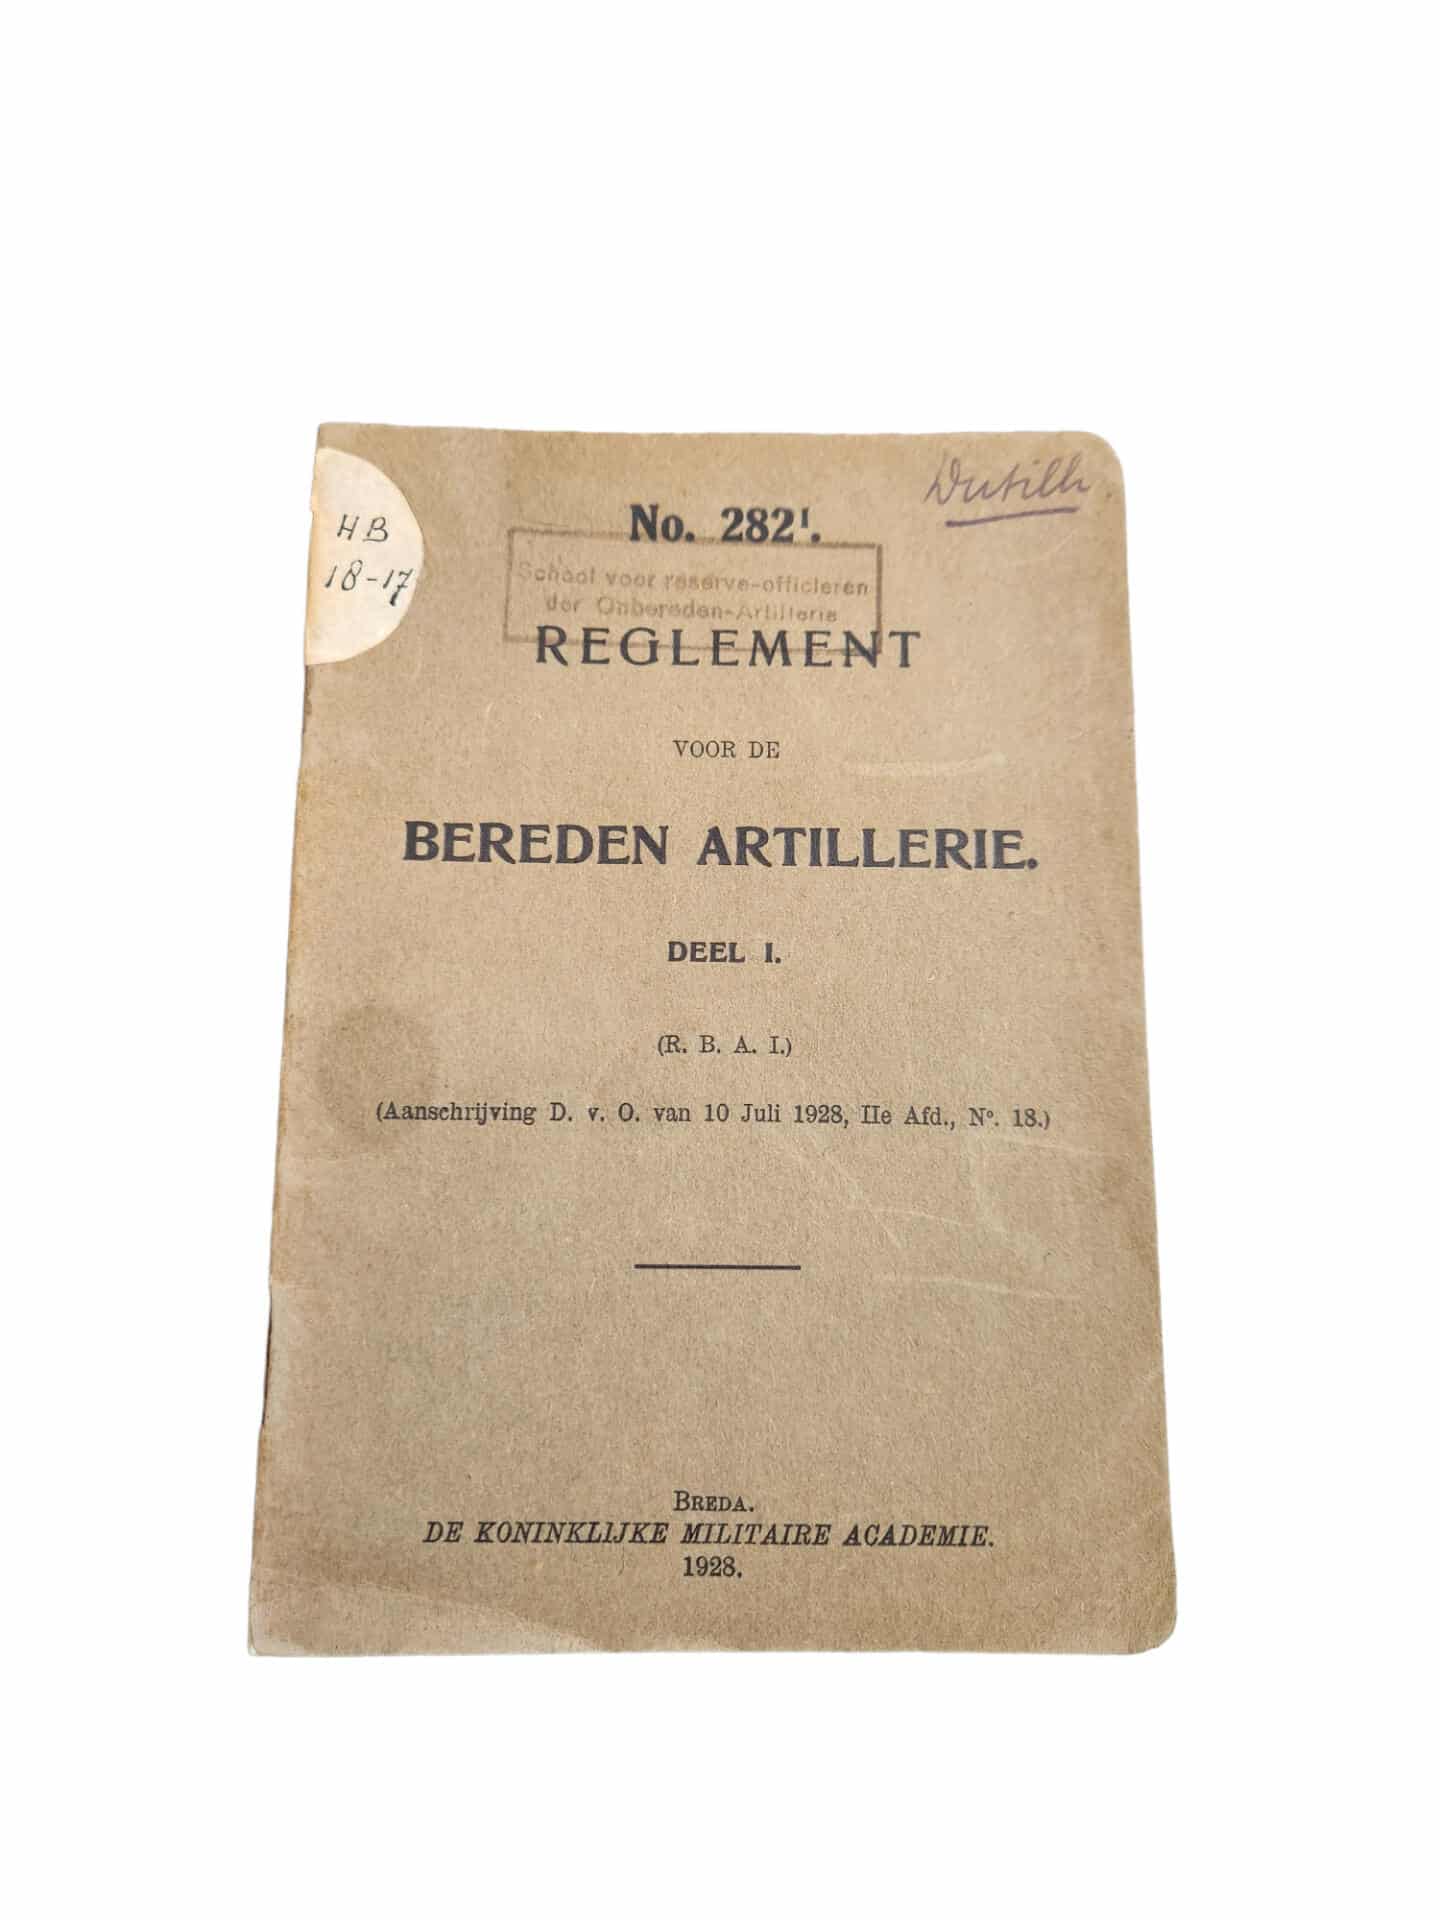 Dutilh
HB
18-17
No. 282¹.
School voor reserve-officieren
der Onbereden-Artillerie
REGLEMENT
VOOR DE
BEREDEN ARTILLERIE.
DEEL I.
(R. B. A. I.)
(Aanschrijving D. v. O. van 10 Juli 1928, IIe Afd., Nº. 18.)
BREDA.
DE KONINKLIJKE MILITAIRE ACADEMIE.
1928.